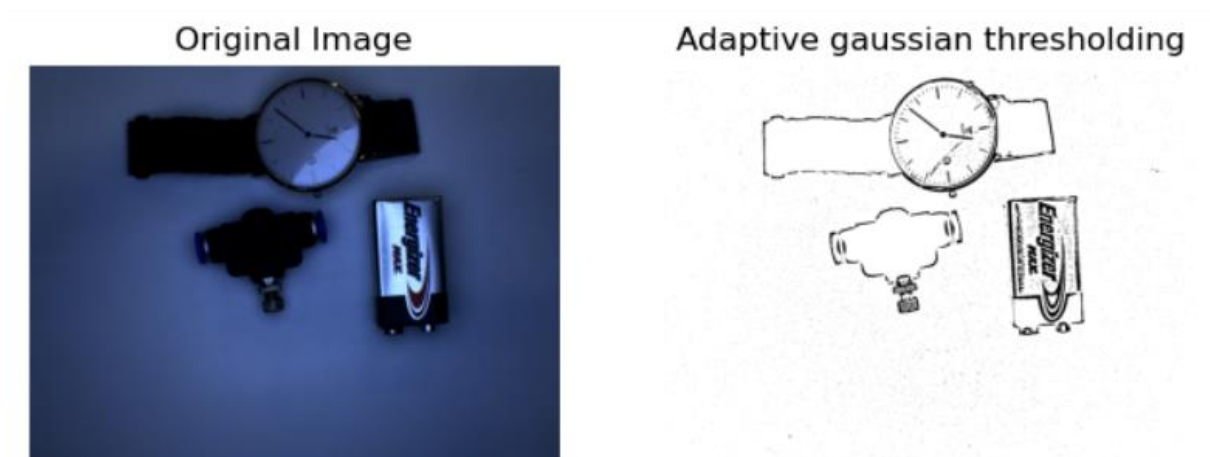 Original Image
Adaptive gaussian thresholding
Energizer
MAX
Energizer
MAX